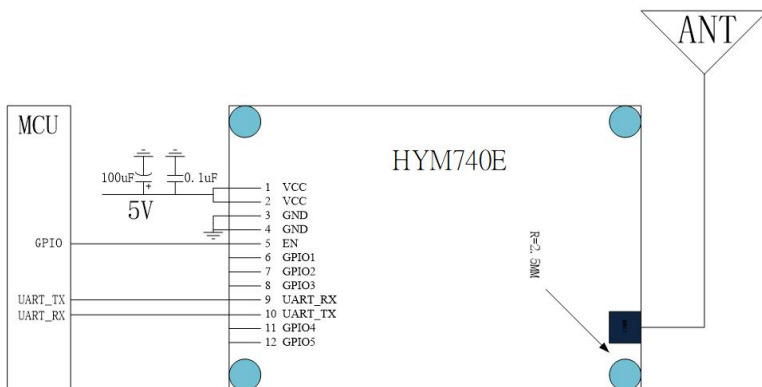 ANT
MCU
HYM740E
100uF
+
0.1uF
5V
1 VCC
2 VCC
3 GND
4 GND
GPIO
5 EN
6 GPIO1
7 GPIO2
8 GPIO3
UART_TX
9 UART_RX
UART_RX
10 UART_TX
11 GPIO4
12 GPIO5
R=2.5MM